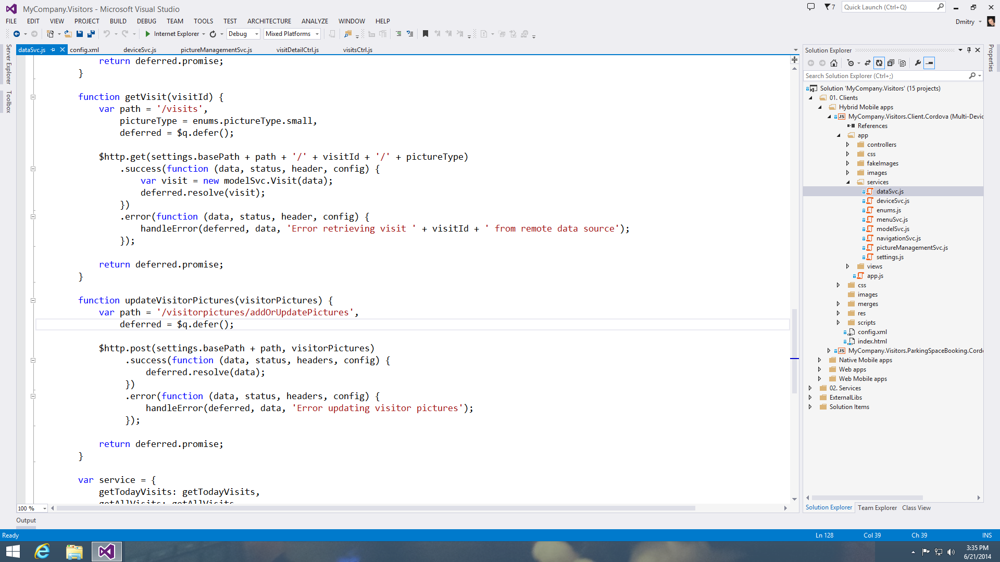 MyCompany.Visitors - Microsoft Visual Studio
7
Quick Launch (Ctrl+Q)
FILE EDIT VIEW PROJECT BUILD DEBUG TEAM TOOLS TEST ARCHITECTURE ANALYZE WINDOW HELP
Dmitry
Internet Explorer
Debug
Mixed Platforms
Server Explorer
Toolbox
dataSvc.js config.xml deviceSvc.js pictureManagementSvc.js visitDetailCtrl.js visitsCtrl.js
return deferred.promise;
}
function getVisit(visitId) {
var path = '/visits',
pictureType = enums.pictureType.small,
deferred = $q.defer();
$http.get(settings.basePath + path + '/' + visitId + '/' + pictureType)
.success(function (data, status, header, config) {
var visit = new modelSvc.Visit(data);
deferred.resolve(visit);
})
.error(function (data, status, header, config) {
handleError(deferred, data, 'Error retrieving visit ' + visitId + ' from remote data source');
});
return deferred.promise;
}
function updateVisitorPictures(visitorPictures) {
var path = '/visitorpictures/addOrUpdatePictures',
deferred = $q.defer();
$http.post(settings.basePath + path, visitorPictures)
.success(function (data, status, headers, config) {
deferred.resolve(data);
})
.error(function (data, status, headers, config) {
handleError(deferred, data, 'Error updating visitor pictures');
});
return deferred.promise;
}
var service = {
getTodayVisits: getTodayVisits,
getAllVisits: getAllVisits
100 %
Output
Solution Explorer
Search Solution Explorer (Ctrl+;)
Solution 'MyCompany.Visitors' (15 projects)
01. Clients
Hybrid Mobile apps
MyCompany.Visitors.Client.Cordova (Multi-Devic
References
app
controllers
css
fakeImages
images
services
dataSvc.js
deviceSvc.js
enums.js
menuSvc.js
modelSvc.js
navigationSvc.js
pictureManagementSvc.js
settings.js
views
app.js
css
images
merges
res
scripts
config.xml
index.html
MyCompany.Visitors.ParkingSpaceBooking.Cordo
Native Mobile apps
Web apps
Web Mobile apps
02. Services
ExternalLibs
Solution Items
Solution Explorer Team Explorer Class View
Properties
Ready
Ln 128 Col 39 Ch 39 INS
3:35 PM
6/21/2014